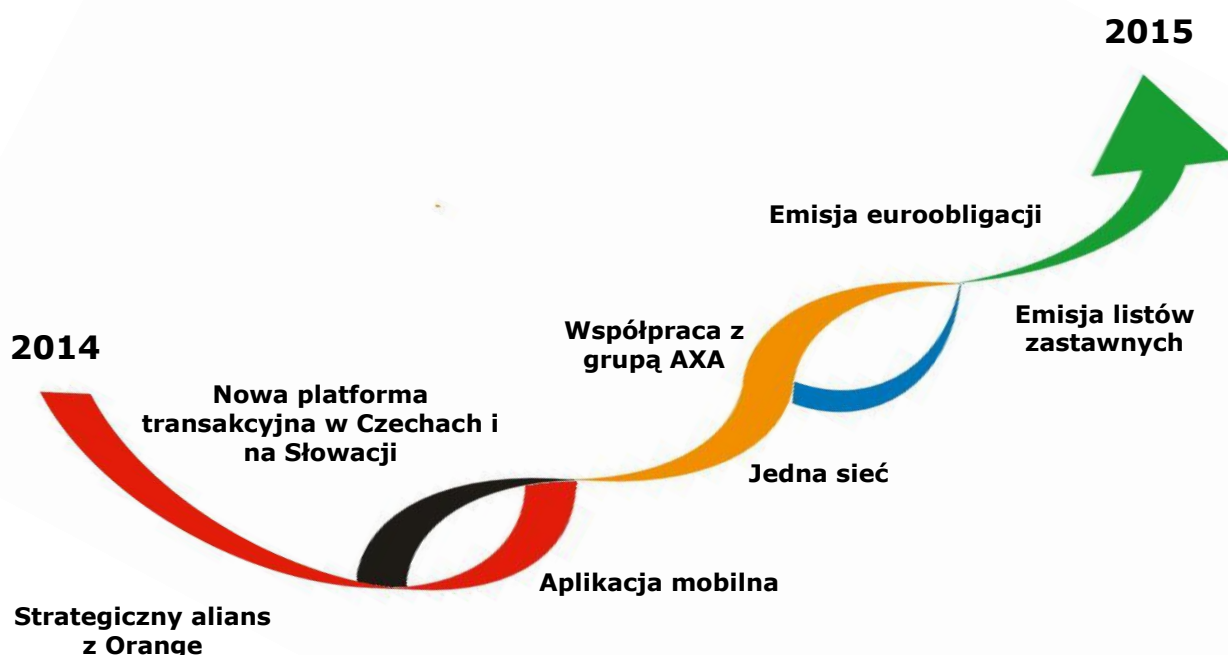 2015
Emisja euroobligacji
Emisja listów
zastawnych
Współpraca z
grupą AXA
2014
Nowa platforma
transakcyjna w Czechach i
na Słowacji
Jedna sieć
Aplikacja mobilna
Strategiczny alians
z Orange